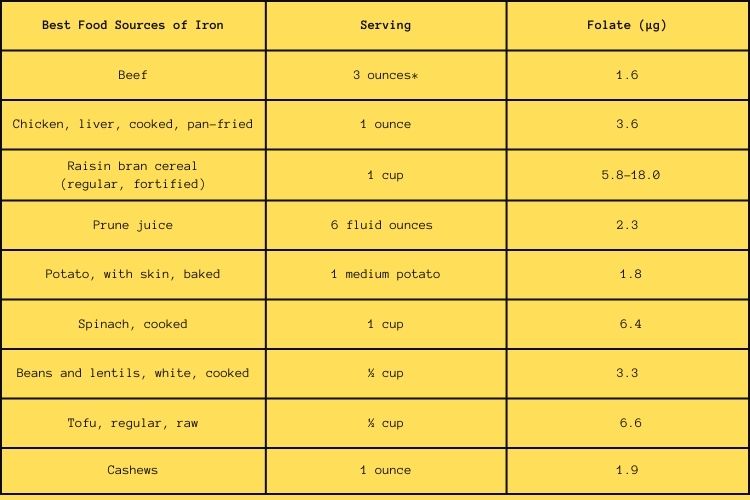 Best Food Sources of Iron Serving Folate (µg)
Beef 3 ounces* 1.6
Chicken, liver, cooked, pan-fried 1 ounce 3.6
Raisin bran cereal
(regular, fortified) 1 cup 5.8-18.0
Prune juice 6 fluid ounces 2.3
Potato, with skin, baked 1 medium potato 1.8
Spinach, cooked 1 cup 6.4
Beans and lentils, white, cooked ½ cup 3.3
Tofu, regular, raw ½ cup 6.6
Cashews 1 ounce 1.9